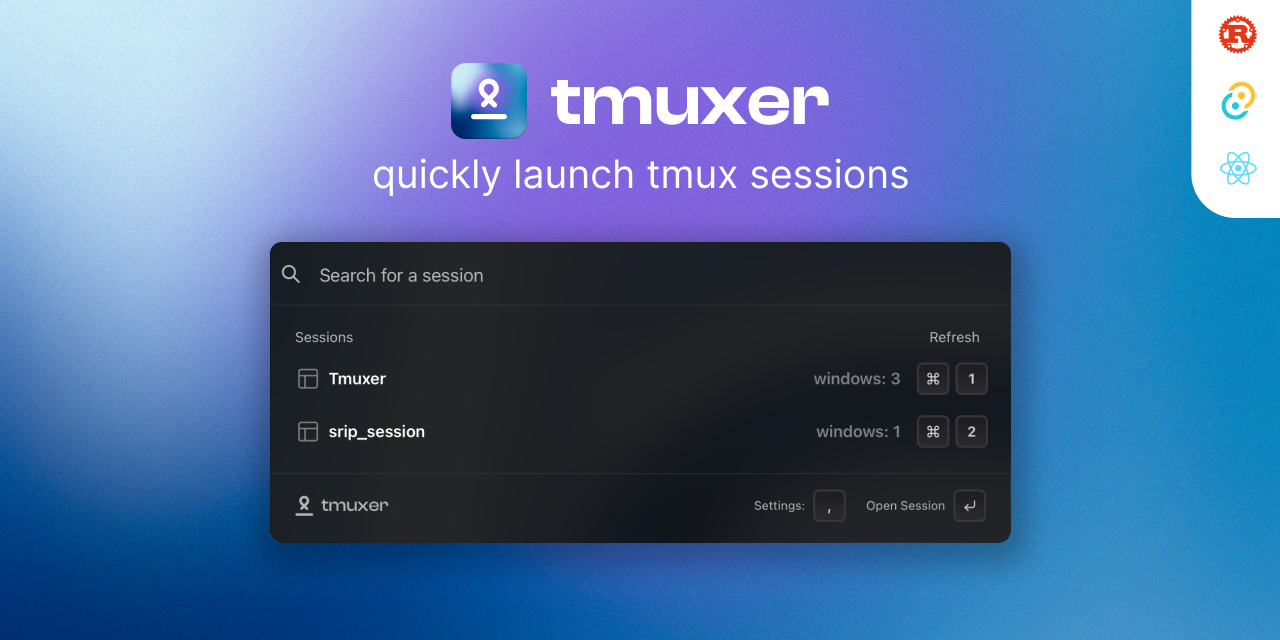 R
tmuxer
quickly launch tmux sessions
Search for a session
Sessions Refresh
Tmuxer windows: 3 ⌘ 1
srip_session windows: 1 ⌘ 2
tmuxer Settings: , Open Session ↵